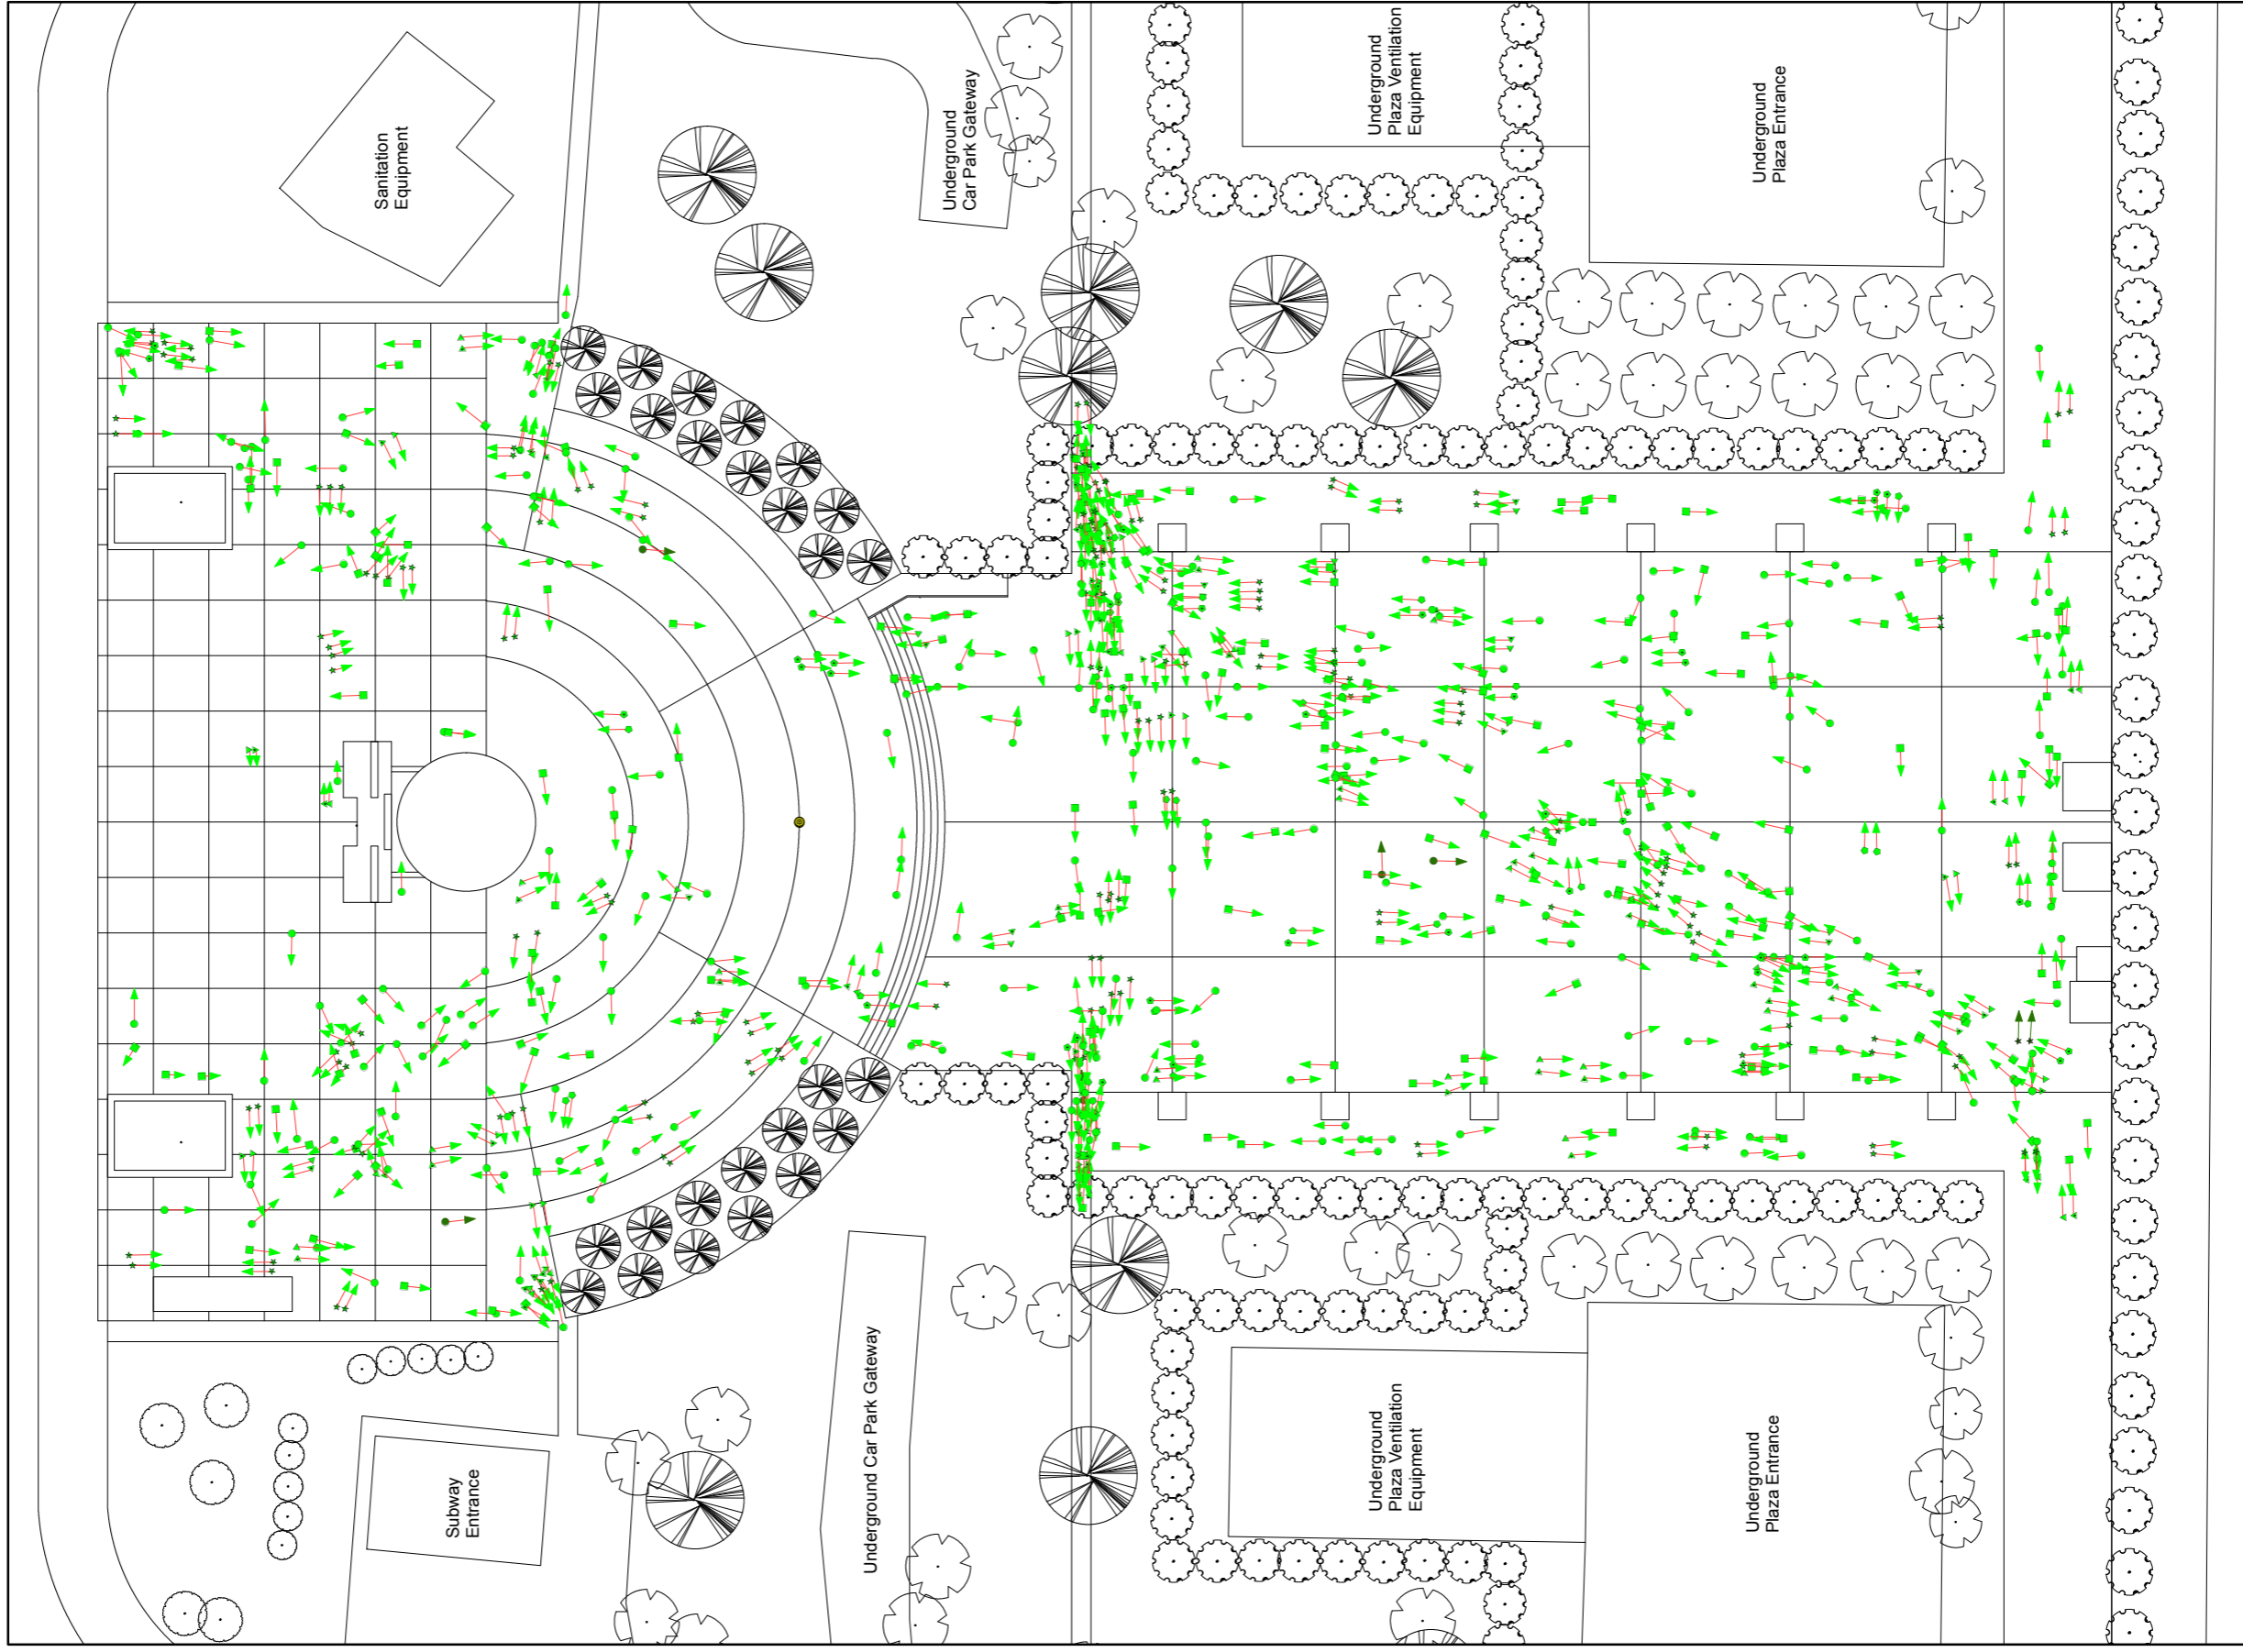 Sanitation
Equipment
Underground
Car Park Gateway
Underground
Plaza Ventilation
Equipment
Underground
Plaza Entrance
Subway
Entrance
Underground Car Park Gateway
Underground
Plaza Ventilation
Equipment
Underground
Plaza Entrance